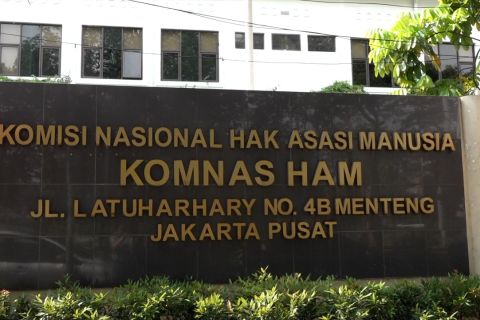 KOMISI NASIONAL HAK ASASI MANUSIA
KOMNAS HAM
JL. LATUHARHARY NO. 4B MENTENG
JAKARTA PUSAT